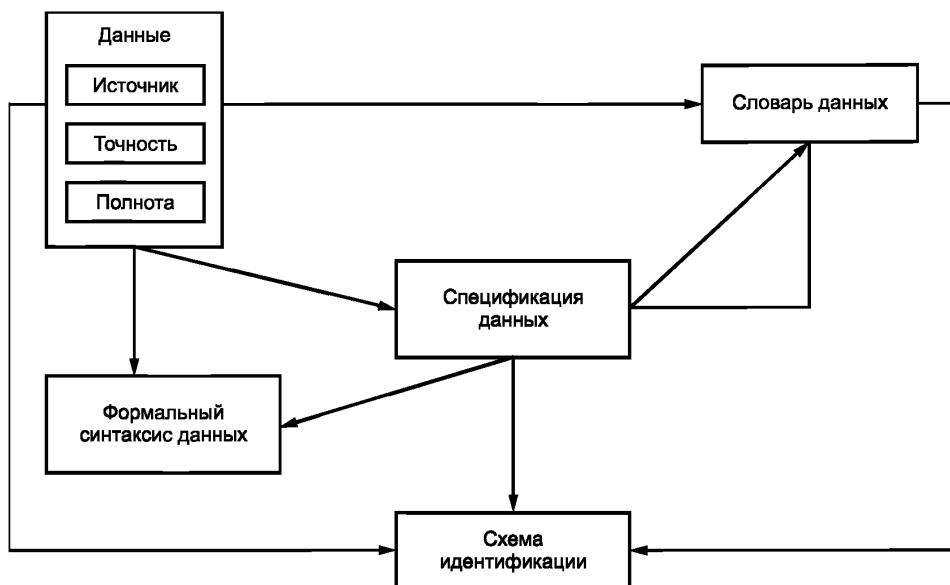 Данные
Источник
Точность
Полнота
Словарь данных
Спецификация
данных
Формальный
синтаксис данных
Схема
идентификации